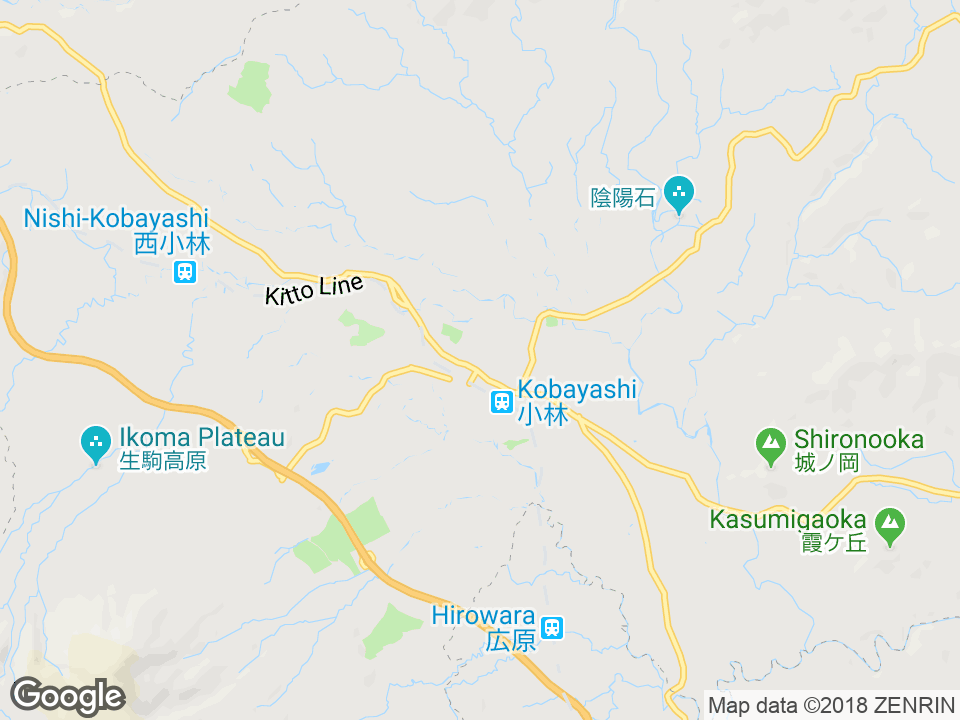 陰陽石
Nishi-Kobayashi
西小林
Kitto Line
Kobayashi
小林
Ikoma Plateau
生駒高原
Shironooka
城ノ岡
Kasumigaoka
霞ケ丘
Hirowara
広原
Google
Map data ©2018 ZENRIN